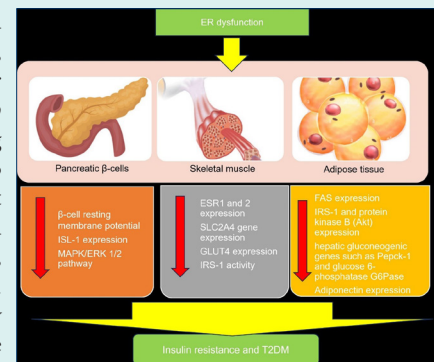 ER dysfunction
Pancreatic β-cells
Skeletal muscle
Adipose tissue
β-cell resting
membrane potential
ISL-1 expression
MAPK/ERK 1/2
pathway
ESR1 and 2
expression
SLC2A4 gene
expression
GLUT4 expression
IRS-1 activity
FAS expression
IRS-1 and protein
kinase B (Akt)
expression
hepatic gluconeogenic
genes such as Pepck-1
and glucose 6-
phosphatase G6Pase
Adiponectin expression
Insulin resistance and T2DM